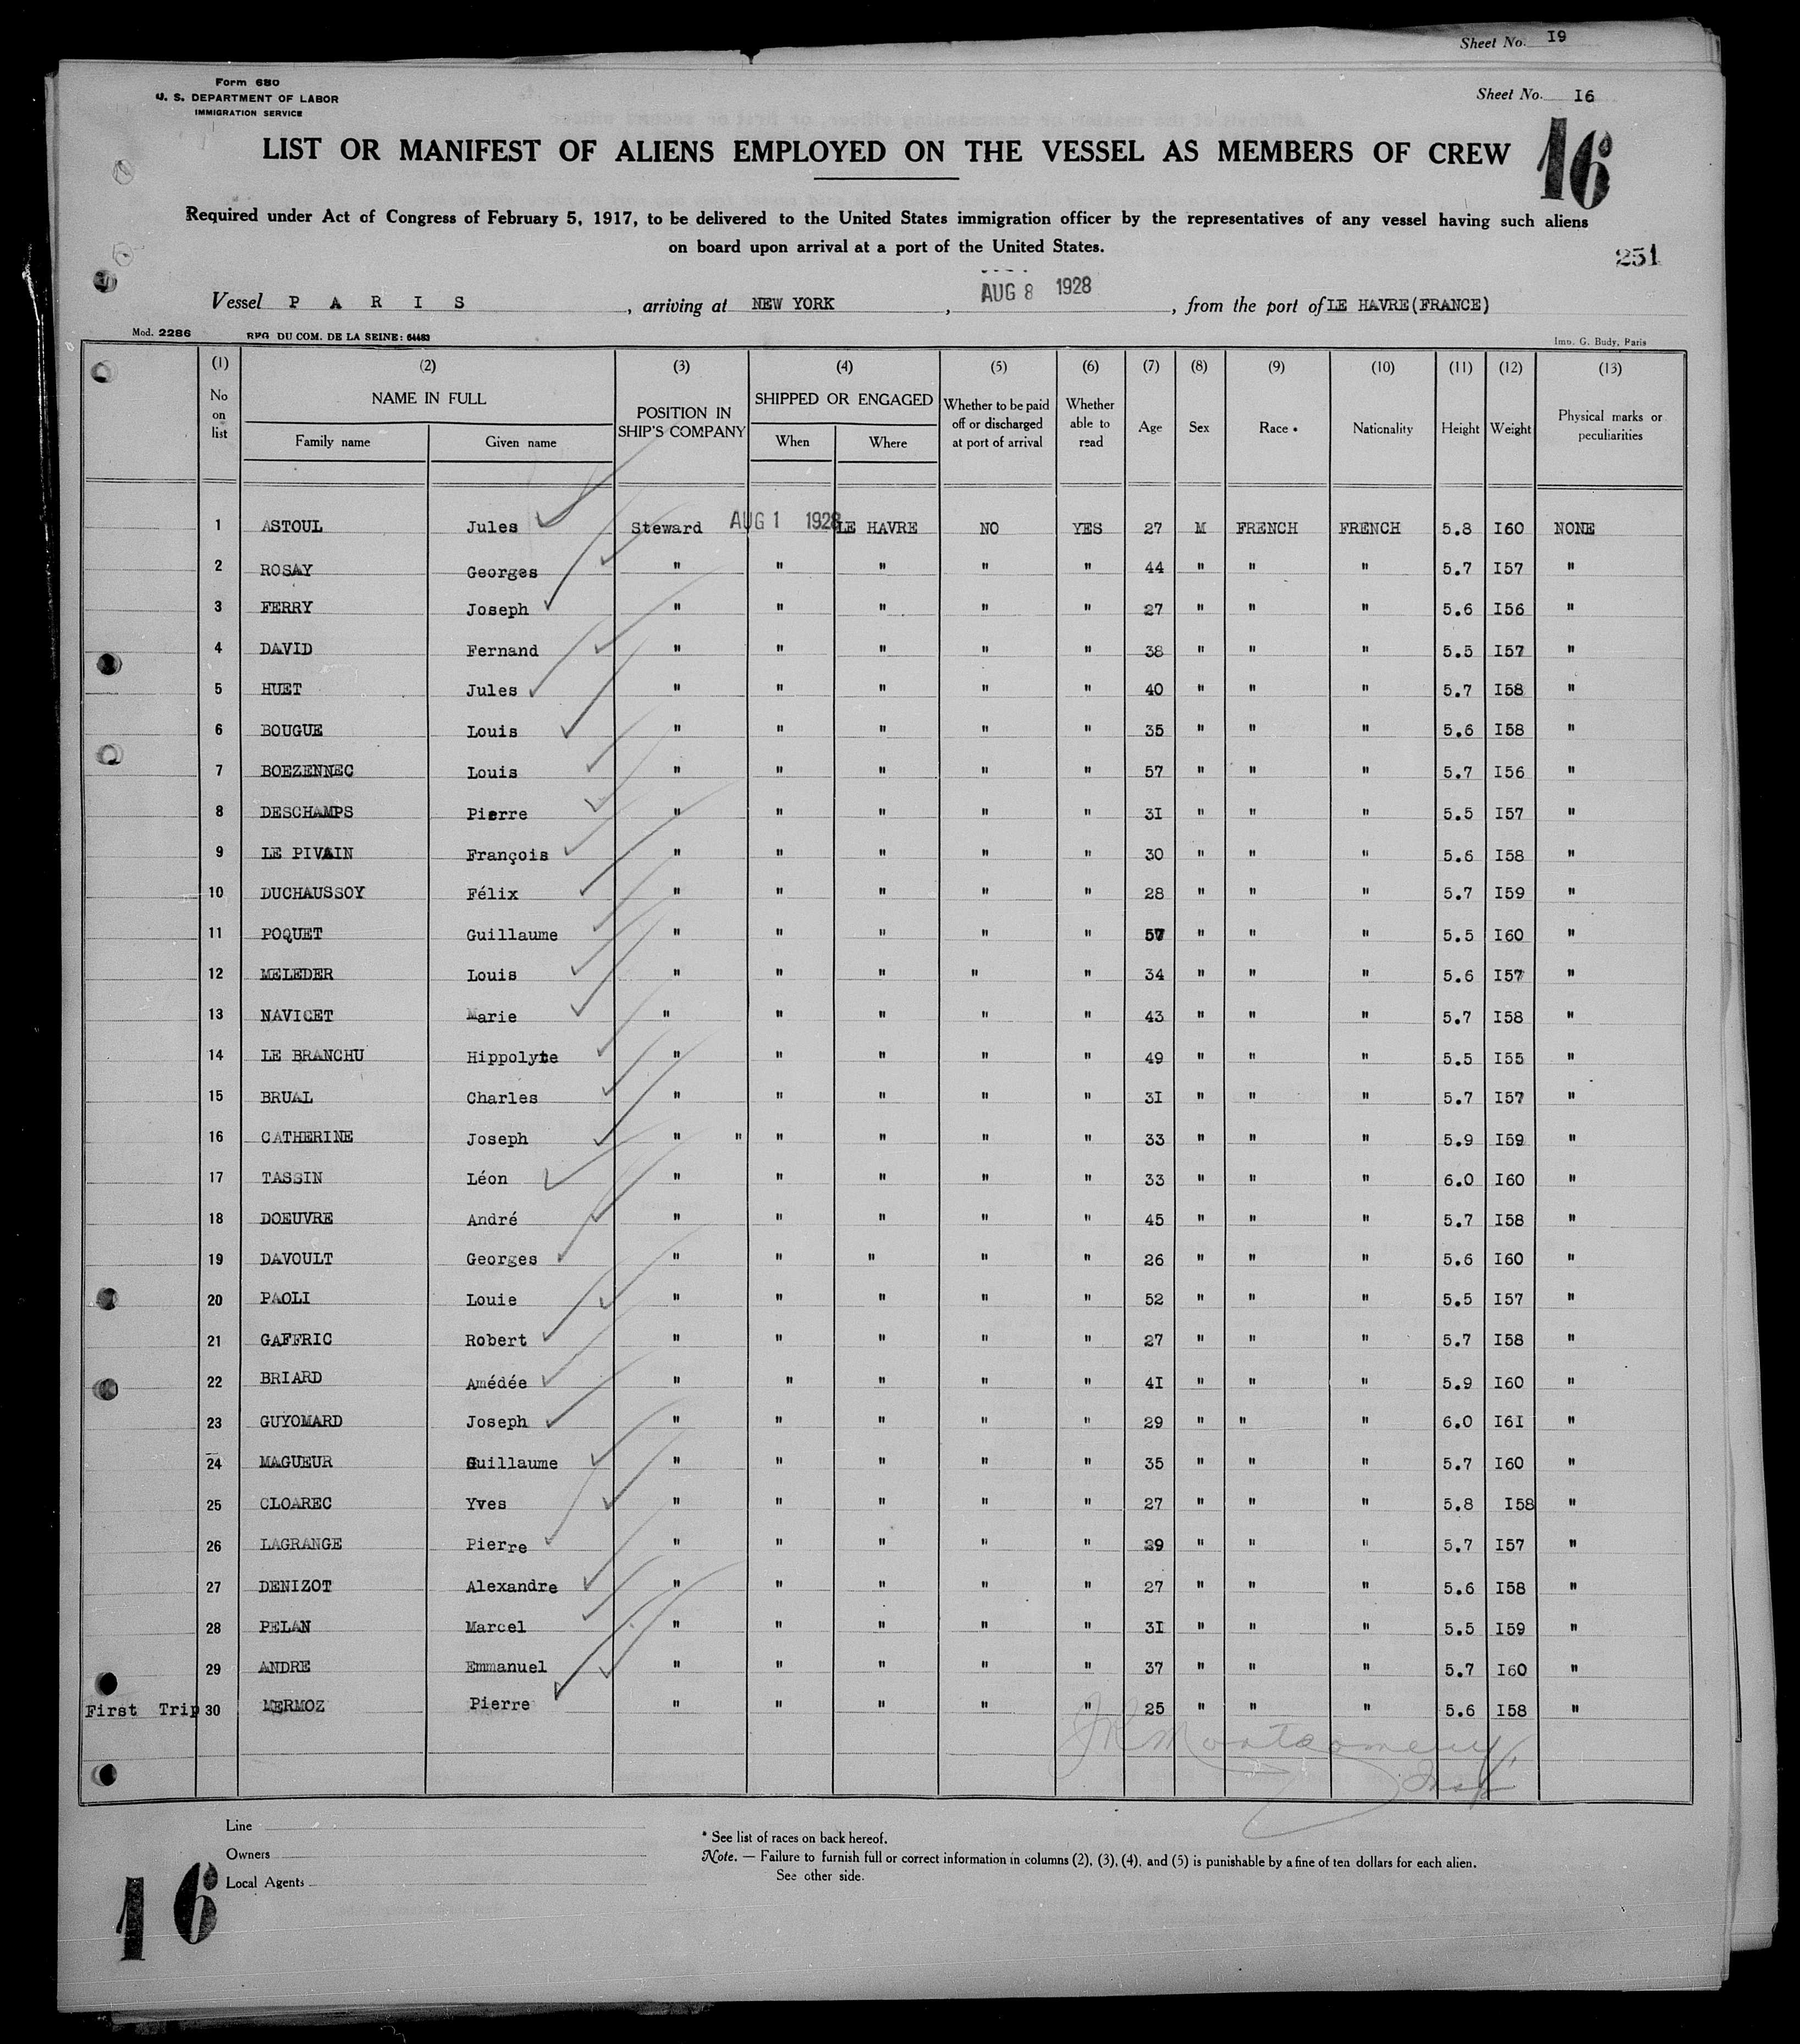 Sheet No. I9
Form 680
U. S. DEPARTMENT OF LABOR
IMMIGRATION SERVICE
Sheet No. I6
LIST OR MANIFEST OF ALIENS EMPLOYED ON THE VESSEL AS MEMBERS OF CREW
16
Required under Act of Congress of February 5, 1917, to be delivered to the United States immigration officer by the representatives of any vessel having such aliens
on board upon arrival at a port of the United States.
251
Vessel P A R I S , arriving at NEW YORK , AUG 8 1928 , from the port of LE HAVRE(FRANCE)
Mod. 2286 RPG DU COM. DE LA SEINE: 64483 Imp. G. Budy, Paris
(1) (2) (3) (4) (5) (6) (7) (8) (9) (10) (11) (12) (13)
No on list NAME IN FULL Family name Given name POSITION IN SHIP'S COMPANY SHIPPED OR ENGAGED When Where Whether to be paid off or discharged at port of arrival Whether able to read Age Sex Race * Nationality Height Weight Physical marks or peculiarities
1 ASTOUL Jules Steward AUG 1 1928 LE HAVRE NO YES 27 M FRENCH FRENCH 5.8 I60 NONE
2 ROSAY Georges " " " " " 44 " " " 5.7 I57 "
3 FERRY Joseph " " " " " 27 " " " 5.6 I56 "
4 DAVID Fernand " " " " " 38 " " " 5.5 I57 "
5 HUET Jules " " " " " 40 " " " 5.7 I58 "
6 BOUGUE Louis " " " " " 35 " " " 5.6 I58 "
7 BOEZENNEC Louis " " " " " 57 " " " 5.7 I56 "
8 DESCHAMPS Pierre " " " " " 3I " " " 5.5 I57 "
9 LE PIVAIN François " " " " " 30 " " " 5.6 I58 "
10 DUCHAUSSOY Félix " " " " " 28 " " " 5.7 I59 "
11 POQUET Guillaume " " " " " 57 " " " 5.5 I60 "
12 MELEDER Louis " " " " " 34 " " " 5.6 I57 "
13 NAVICET Marie " " " " " 43 " " " 5.7 I58 "
14 LE BRANCHU Hippolyte " " " " " 49 " " " 5.5 I55 "
15 BRUAL Charles " " " " " 3I " " " 5.7 I57 "
16 CATHERINE Joseph " " " " " " 33 " " " 5.9 I59 "
17 TASSIN Léon " " " " " 33 " " " 6.0 I60 "
18 DOEUVRE André " " " " " 45 " " " 5.7 I58 "
19 DAVOULT Georges " " " " " 26 " " " 5.6 I60 "
20 PAOLI Louie " " " " " 52 " " " 5.5 I57 "
21 GAFFRIC Robert " " " " " 27 " " " 5.7 I58 "
22 BRIARD Amédée " " " " " 4I " " " 5.9 I60 "
23 GUYOMARD Joseph " " " " " 29 " " " 6.0 I6I "
24 MAGUEUR Guillaume " " " " " 35 " " " 5.7 I60 "
25 CLOAREC Yves " " " " " 27 " " " 5.8 I58 "
26 LAGRANGE Pierre " " " " " 39 " " " 5.7 I57 "
27 DENIZOT Alexandre " " " " " 27 " " " 5.6 I58 "
28 PELAN Marcel " " " " " 3I " " " 5.5 I59 "
29 ANDRE Emmanuel " " " " " 37 " " " 5.7 I60 "
First Trip 30 MERMOZ Pierre " " " " " 25 " " " 5.6 I58 "
Montgomery
Insp
Line
Owners
Local Agents
* See list of races on back hereof.
Note. — Failure to furnish full or correct information in columns (2), (3), (4), and (5) is punishable by a fine of ten dollars for each alien.
See other side.
16